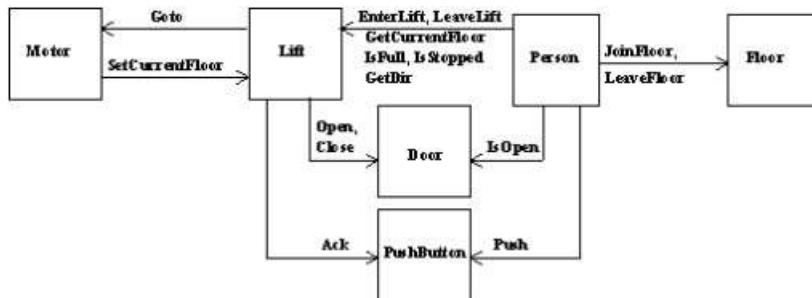 Goto
EnterLift, LeaveLift
GetCurrentFloor
IsFull, IsStopped
GetDir
Motor
Lift
Person
JoinFloor,
LeaveFloor
Floor
SetCurrentFloor
Open,
Close
Door
IsOpen
Ack
PushButton
Push